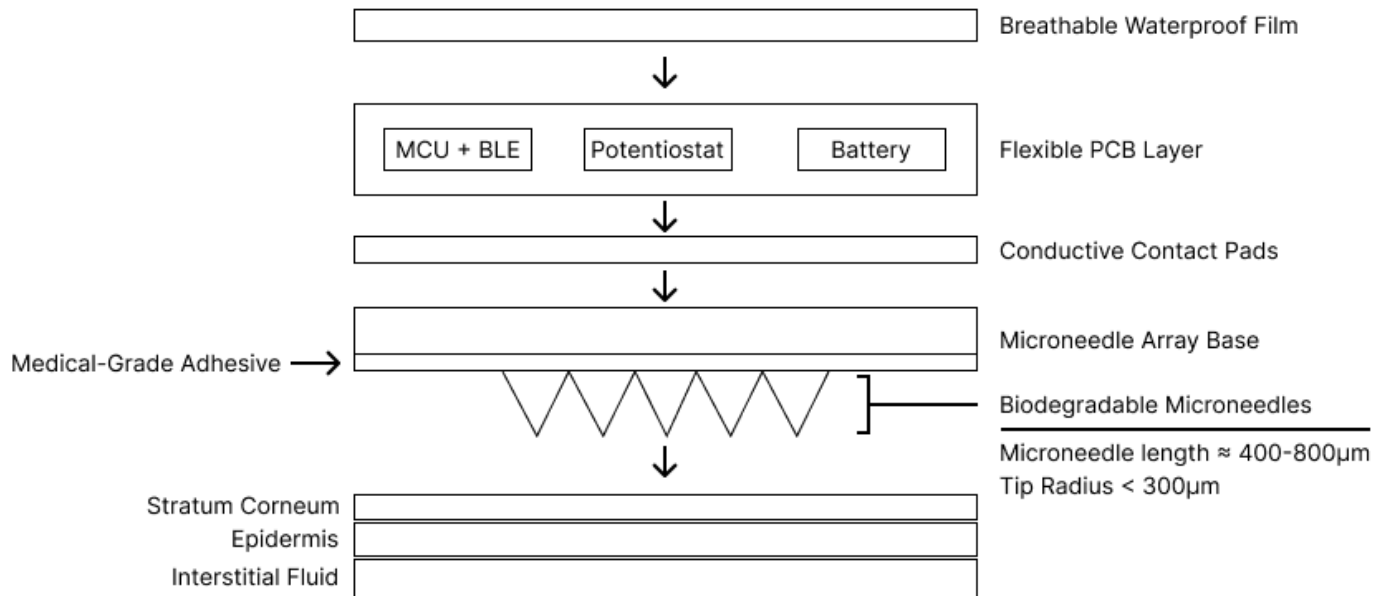 Breathable Waterproof Film
MCU + BLE
Potentiostat
Battery
Flexible PCB Layer
Conductive Contact Pads
Microneedle Array Base
Medical-Grade Adhesive
Biodegradable Microneedles
Microneedle length ≈ 400-800μm
Tip Radius < 300μm
Stratum Corneum
Epidermis
Interstitial Fluid